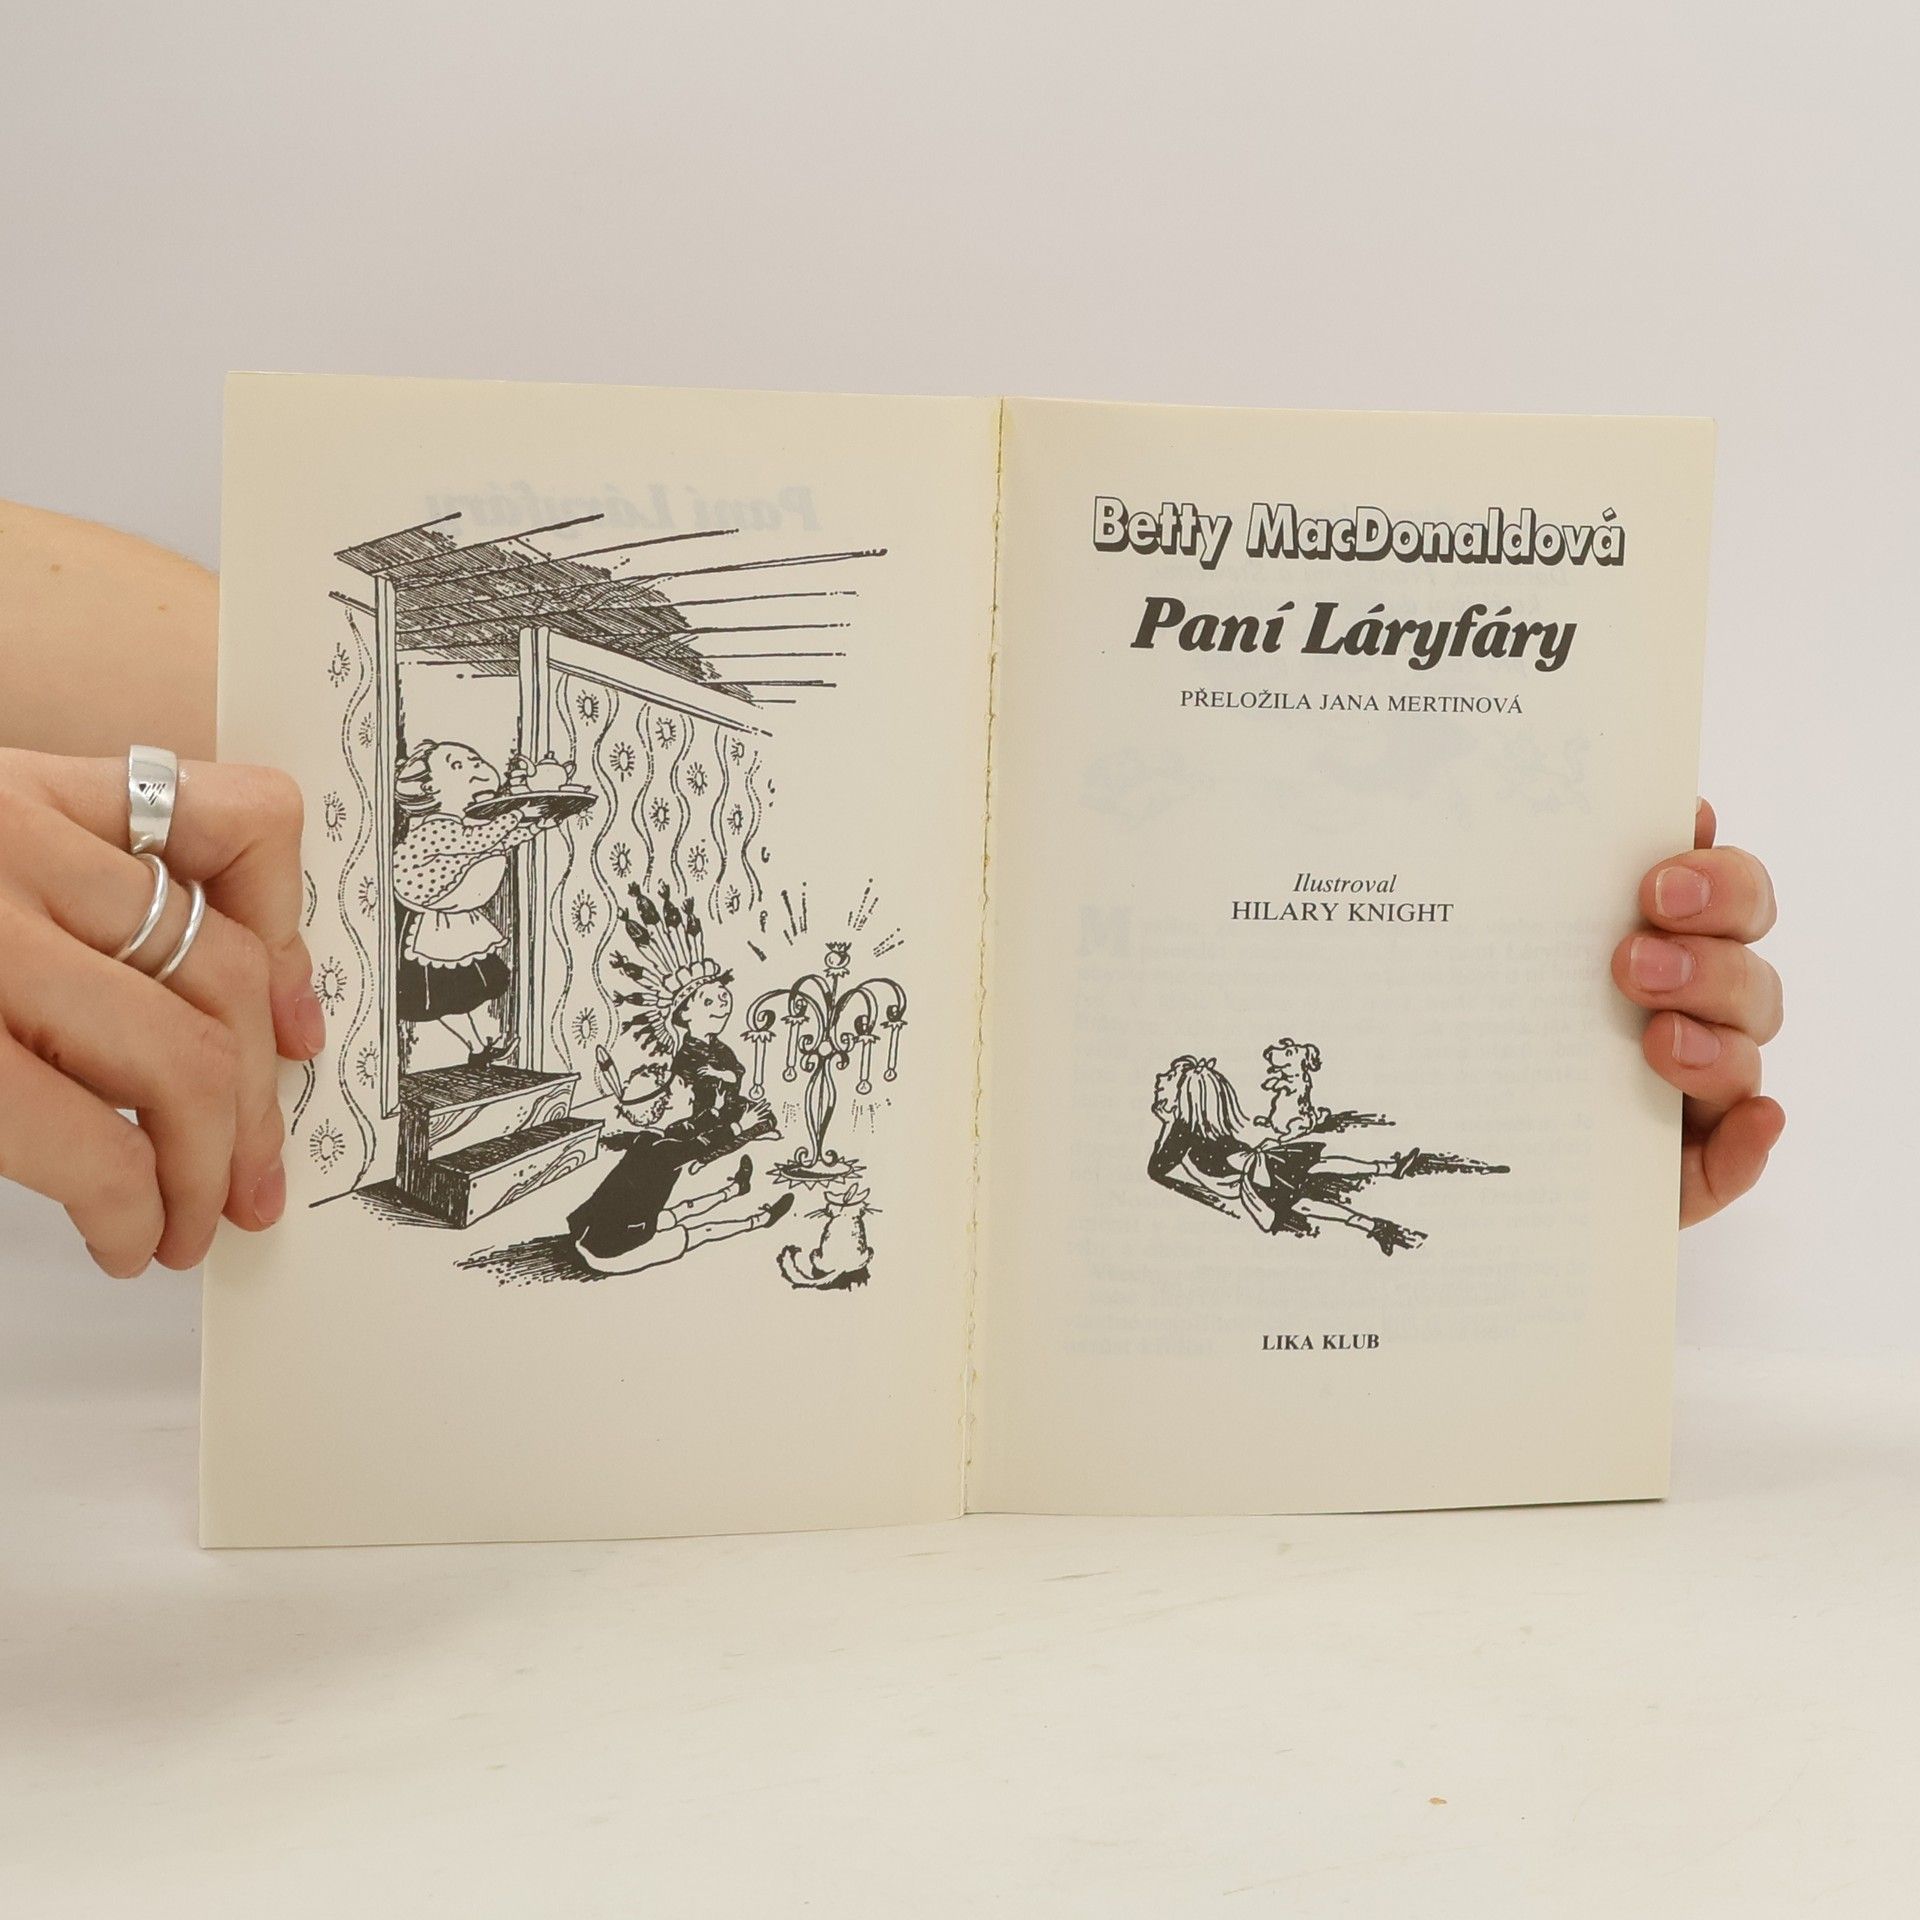 Betty MacDonaldová
Paní Láryfáry
PŘELOŽILA JANA MERTINOVÁ
Ilustroval
HILARY KNIGHT
LIKA KLUB